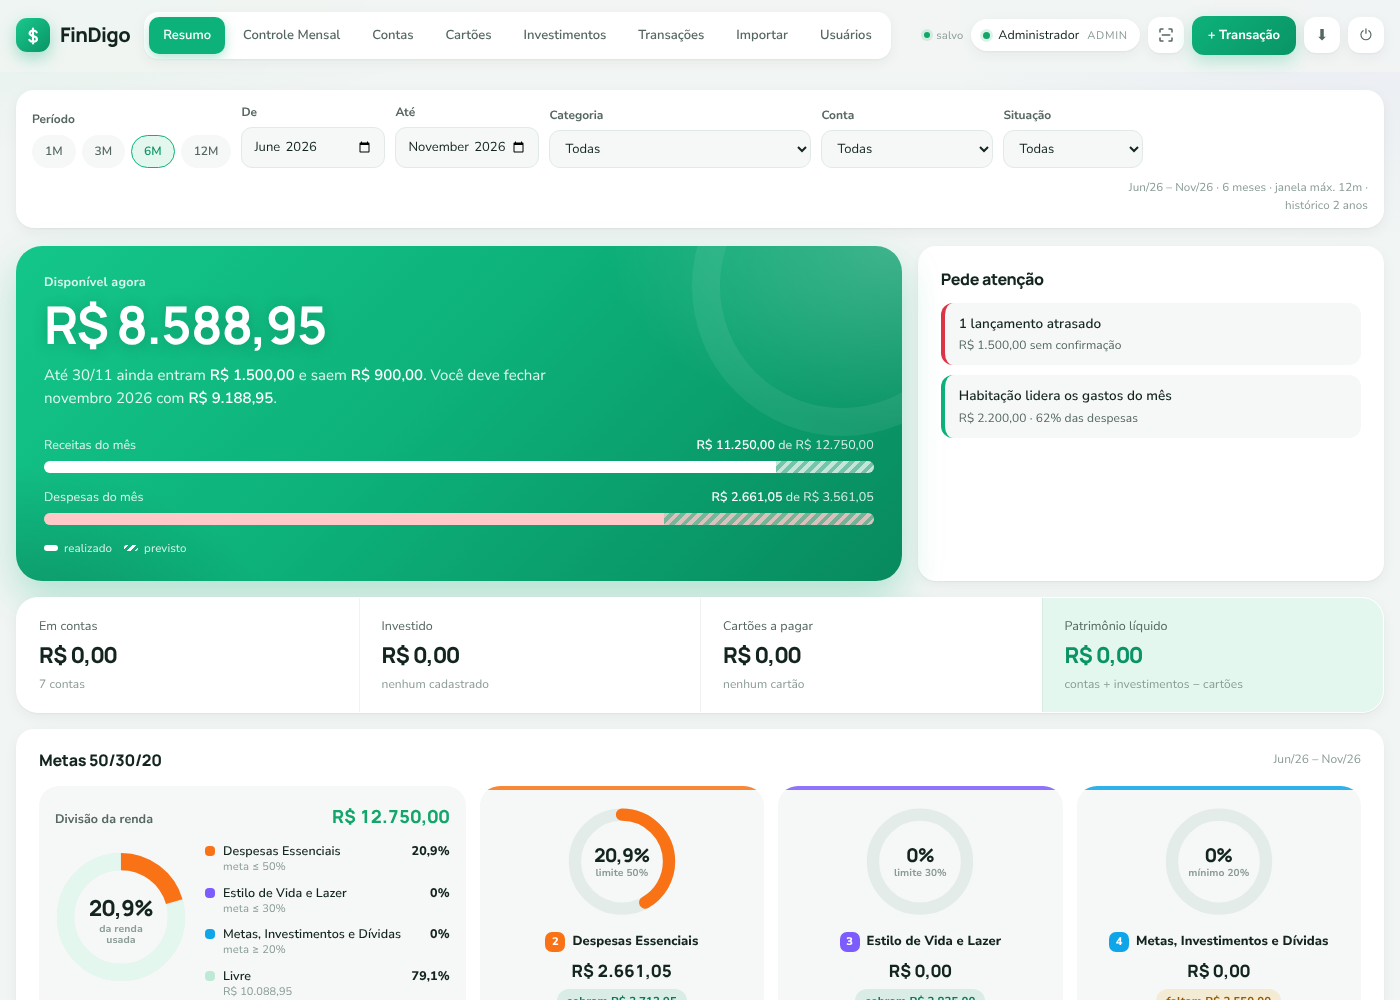 $ FinDigo
Resumo Controle Mensal Contas Cartões Investimentos Transações Importar Usuários
salvo Administrador ADMIN + Transação
Período De Até Categoria Conta Situação
1M 3M 6M 12M June 2026 November 2026 Todas Todas Todas
Jun/26 – Nov/26 · 6 meses · janela máx. 12m ·
histórico 2 anos
Disponível agora
R$ 8.588,95
Até 30/11 ainda entram R$ 1.500,00 e saem R$ 900,00. Você deve fechar
novembro 2026 com R$ 9.188,95.
Receitas do mês R$ 11.250,00 de R$ 12.750,00
Despesas do mês R$ 2.661,05 de R$ 3.561,05
realizado previsto
Pede atenção
1 lançamento atrasado
R$ 1.500,00 sem confirmação
Habitação lidera os gastos do mês
R$ 2.200,00 · 62% das despesas
Em contas
R$ 0,00
7 contas
Investido
R$ 0,00
nenhum cadastrado
Cartões a pagar
R$ 0,00
nenhum cartão
Patrimônio líquido
R$ 0,00
contas + investimentos − cartões
Metas 50/30/20 Jun/26 – Nov/26
Divisão da renda R$ 12.750,00
20,9%
da renda
usada
Despesas Essenciais 20,9%
meta ≤ 50%
Estilo de Vida e Lazer 0%
meta ≤ 30%
Metas, Investimentos e Dívidas 0%
meta ≥ 20%
Livre 79,1%
R$ 10.088,95
20,9%
limite 50%
2 Despesas Essenciais
R$ 2.661,05
0%
limite 30%
3 Estilo de Vida e Lazer
R$ 0,00
0%
mínimo 20%
4 Metas, Investimentos e Dívidas
R$ 0,00